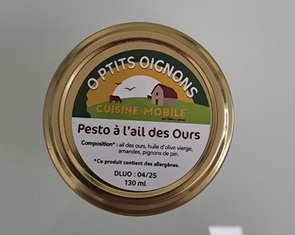 O-PTITS OIGNONS
CUISINE MOBILE
Pesto à l'ail des Ours
Composition* : ail des ours, huile d'olive vierge,
amandes, pignons de pin.
*Ce produit contient des allergènes.
DLUO : 04/25
130 ml